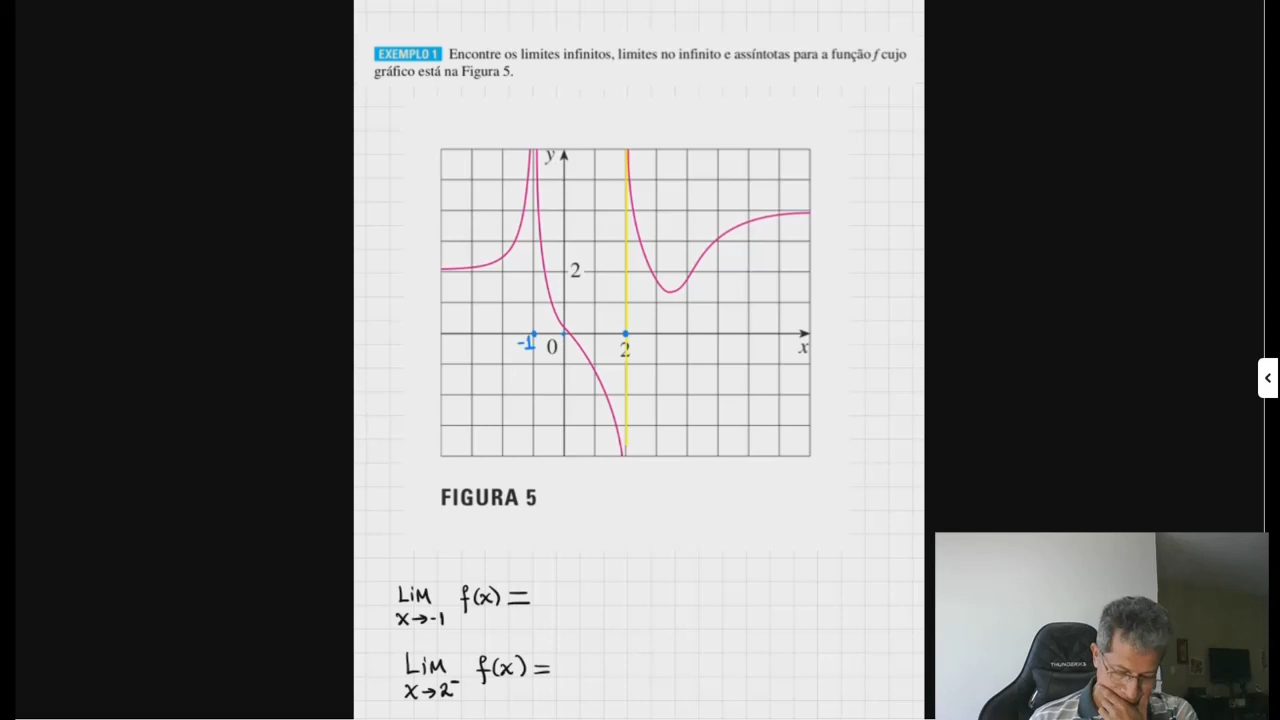 EXEMPLO 1 Encontre os limites infinitos, limites no infinito e assíntotas para a função f cujo
gráfico está na Figura 5.
y
2
-1 0 2 x
FIGURA 5
Lim f(x) =
x→-1
Lim f(x) =
x→2⁻
THUNDERX3